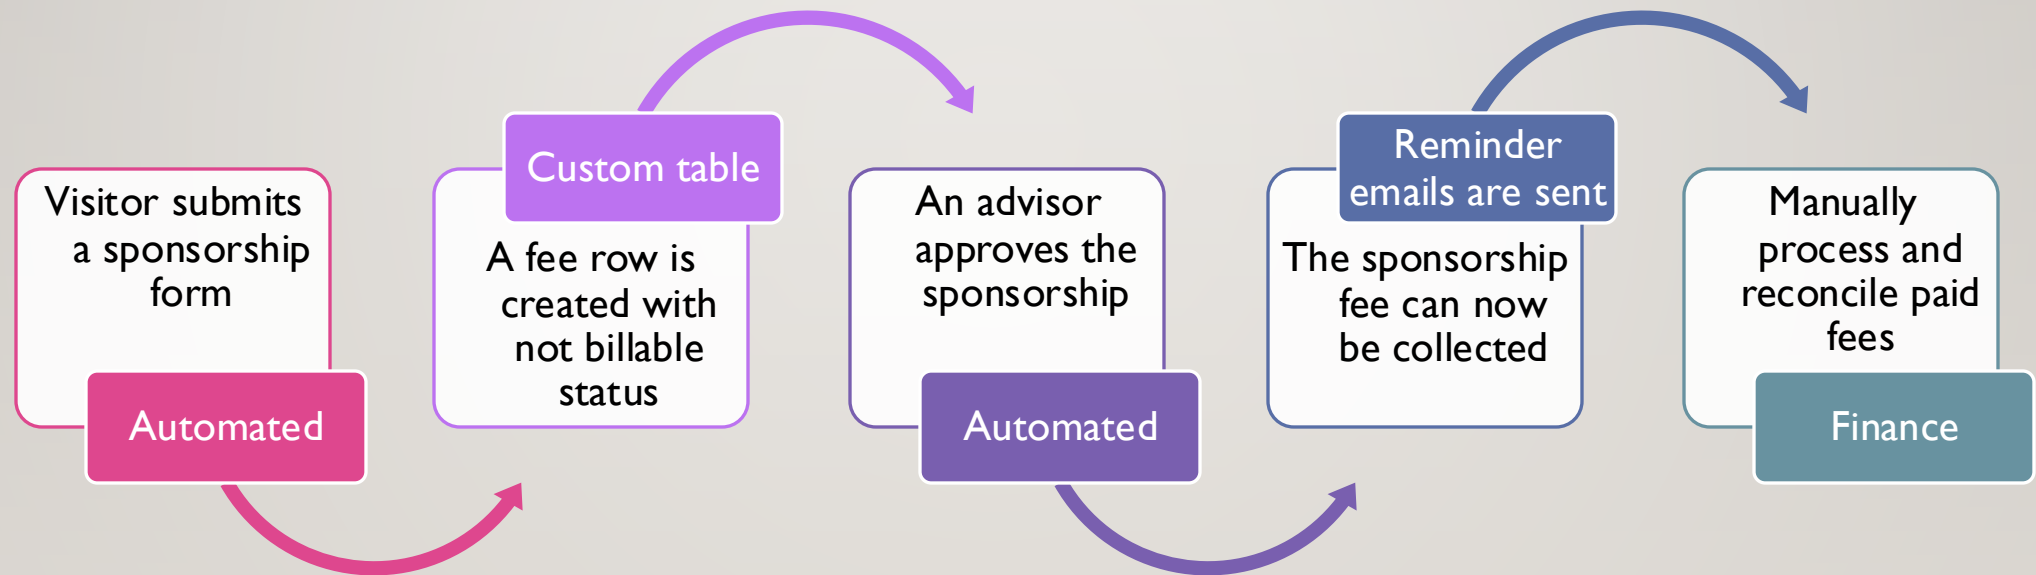 Visitor submits
a sponsorship
form
Automated
Custom table
A fee row is
created with
not billable
status
An advisor
approves the
sponsorship
Automated
Reminder
emails are sent
The sponsorship
fee can now
be collected
Manually
process and
reconcile paid
fees
Finance